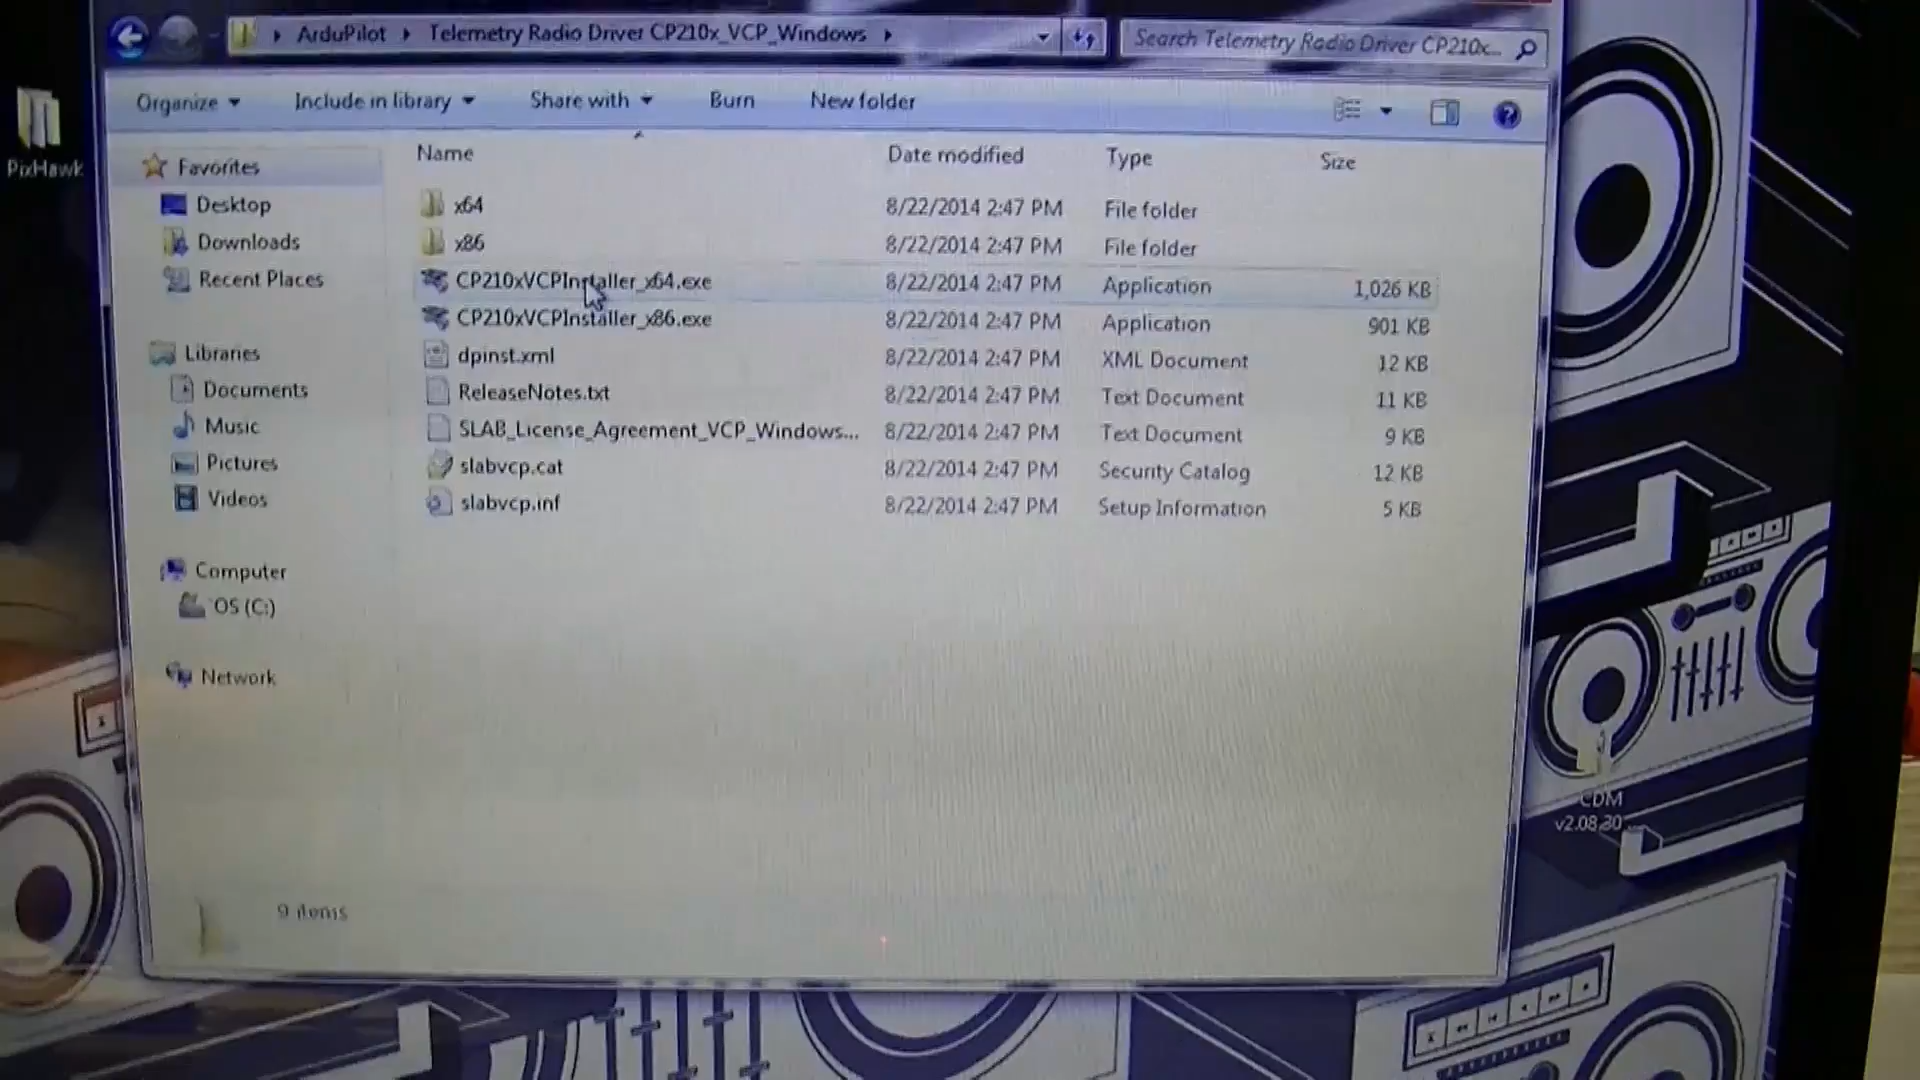 ArduPilot Telemetry Radio Driver CP210x_VCP_Windows
Search Telemetry Radio Driver CP210x...
Organize Include in library Share with Burn New folder
PixHawk
Name Date modified Type Size
Favorites
Desktop
Downloads
Recent Places
Libraries
Documents
Music
Pictures
Videos
Computer
OS (C:)
Network
x64 8/22/2014 2:47 PM File folder
x86 8/22/2014 2:47 PM File folder
CP210xVCPInstaller_x64.exe 8/22/2014 2:47 PM Application 1,026 KB
CP210xVCPInstaller_x86.exe 8/22/2014 2:47 PM Application 901 KB
dpinst.xml 8/22/2014 2:47 PM XML Document 12 KB
ReleaseNotes.txt 8/22/2014 2:47 PM Text Document 11 KB
SLAB_License_Agreement_VCP_Windows... 8/22/2014 2:47 PM Text Document 9 KB
slabvcp.cat 8/22/2014 2:47 PM Security Catalog 12 KB
slabvcp.inf 8/22/2014 2:47 PM Setup Information 5 KB
CDM
v2.08.30 ...
9 items